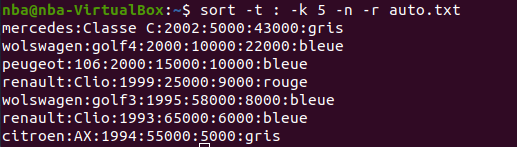 nba@nba-VirtualBox:~$ sort -t : -k 5 -n -r auto.txt
mercedes:Classe C:2002:5000:43000:gris
wolswagen:golf4:2000:10000:22000:bleue
peugeot:106:2000:15000:10000:bleue
renault:Clio:1999:25000:9000:rouge
wolswagen:golf3:1995:58000:8000:bleue
renault:Clio:1993:65000:6000:bleue
citroen:AX:1994:55000:5000:gris